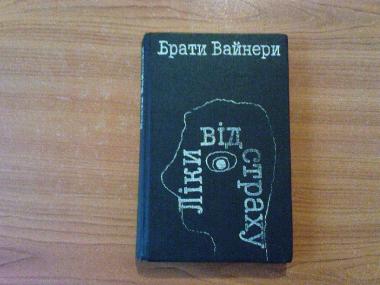 Брати Вайнери
Ліки
від
страху